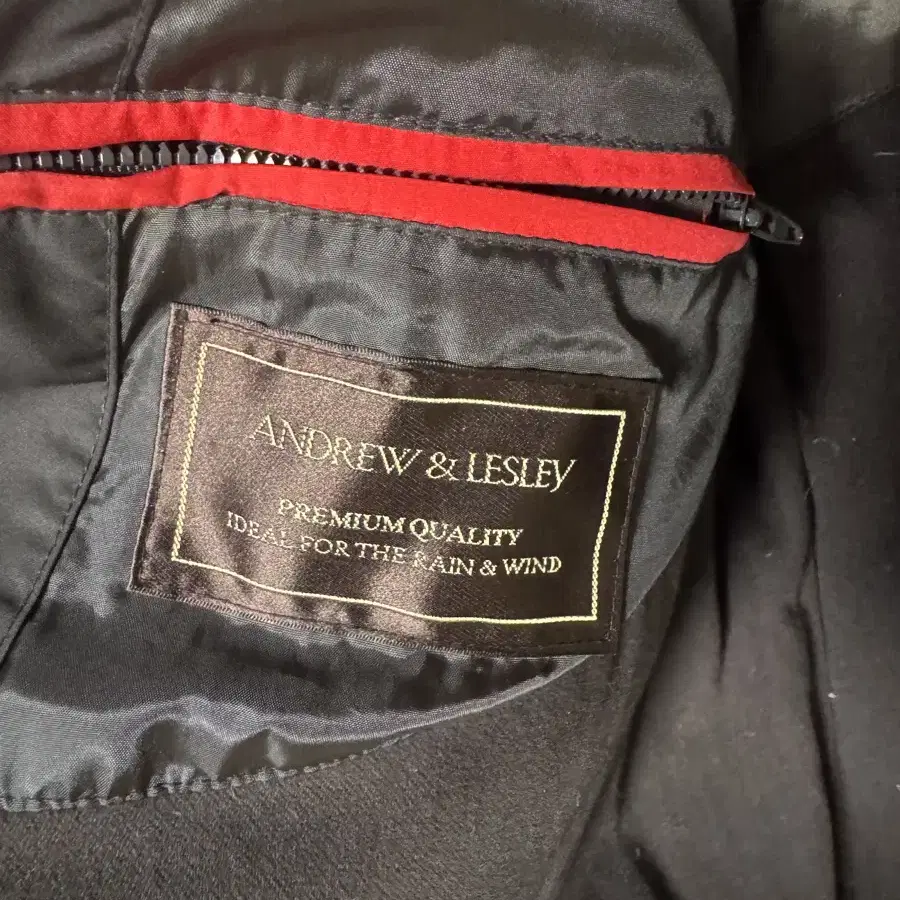 ANDREW & LESLEY
PREMIUM QUALITY
IDEAL FOR THE RAIN & WIND